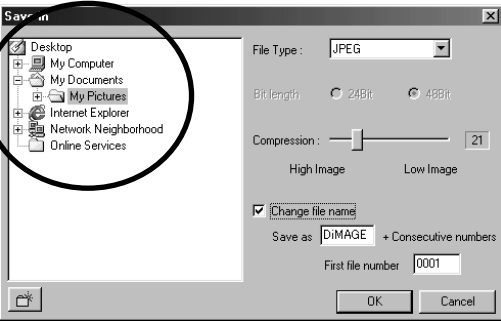 Save in
Desktop
My Computer
My Documents
My Pictures
Internet Explorer
Network Neighborhood
Online Services
File Type :
JPEG
Bit length
24Bit
48Bit
Compression :
21
High Image
Low Image
Change file name
Save as
DiMAGE
+ Consecutive numbers
First file number
0001
OK
Cancel